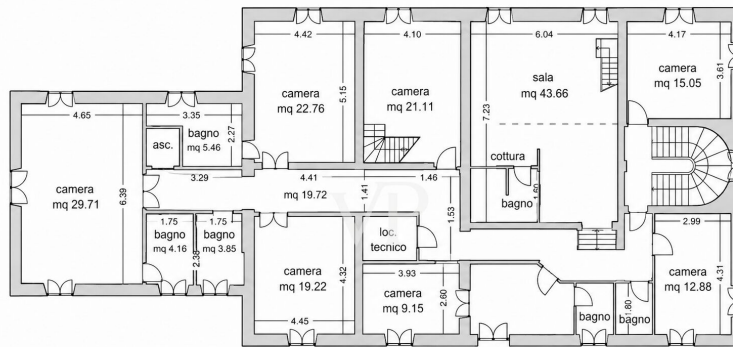 4.42
4.10
6.04
4.17
camera
mq 22.76
5.15
camera
mq 21.11
sala
mq 43.66
7.23
camera
mq 15.05
3.61
4.65
3.35
bagno
mq 5.46
2.27
asc.
camera
mq 29.71
6.39
3.29
4.41
mq 19.72
1.41
1.46
1.53
cottura
bagno
1.60
1.75
bagno
mq 4.16
2.38
1.75
bagno
mq 3.85
camera
mq 19.22
4.32
4.45
loc.
tecnico
3.93
camera
mq 9.15
2.60
2.99
camera
mq 12.88
4.31
bagno
1.80
bagno
VP